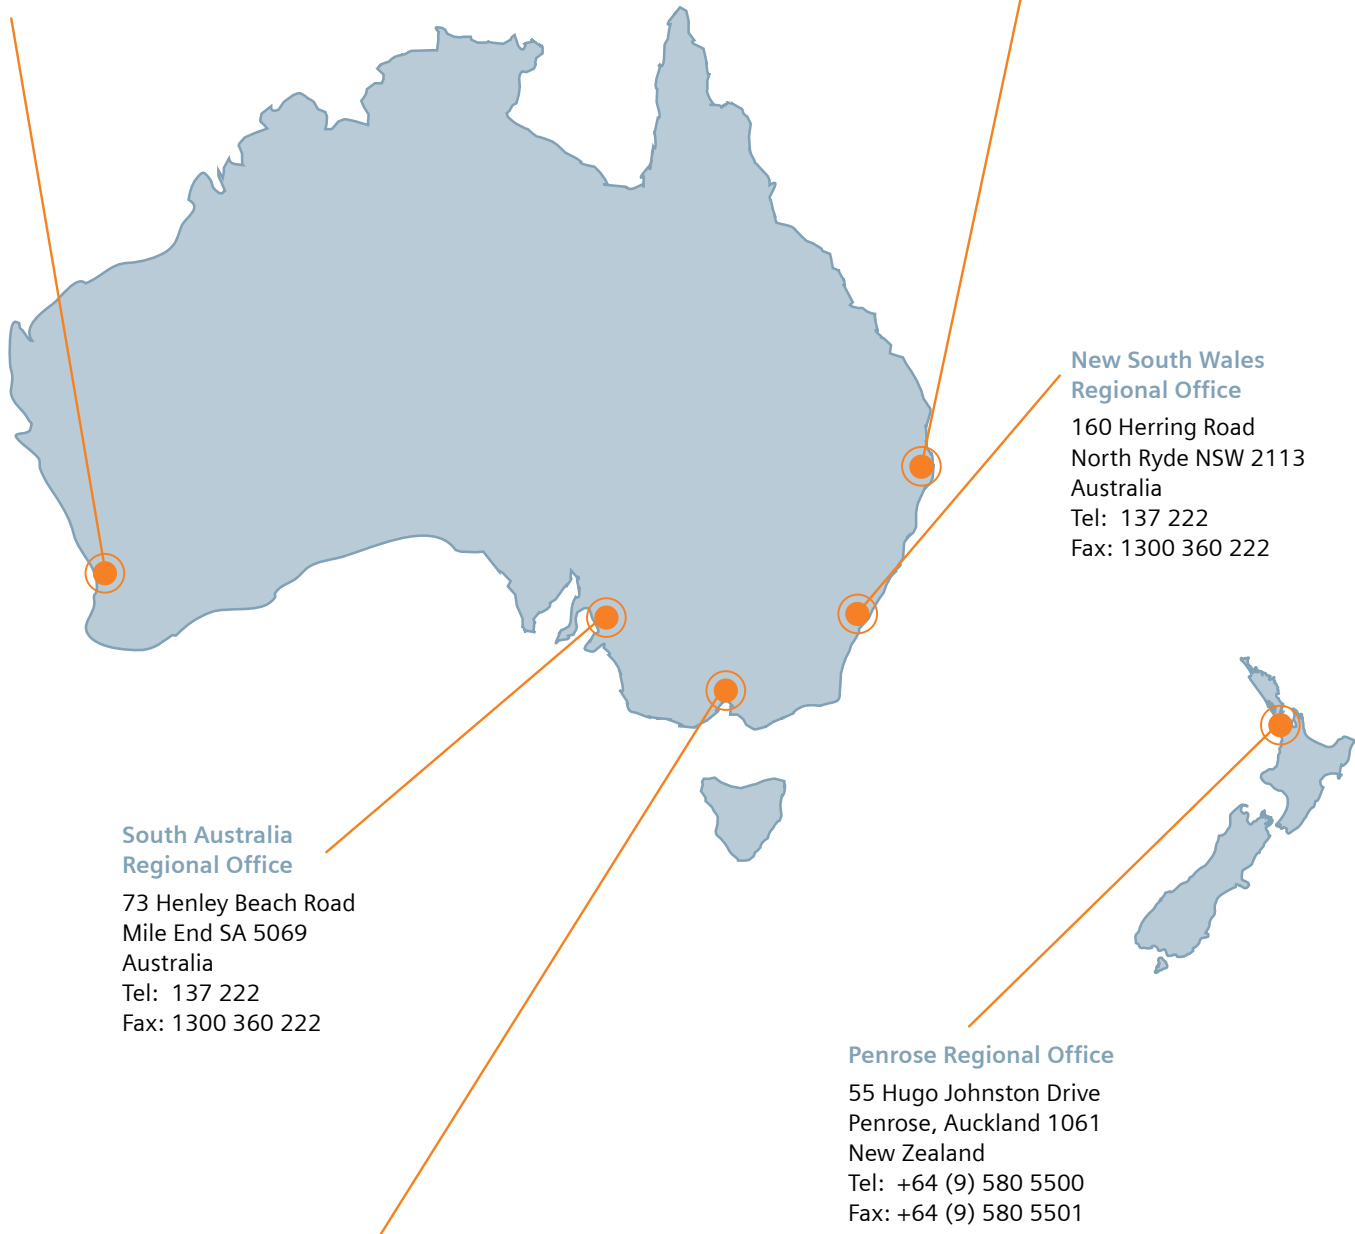 New South Wales
Regional Office
160 Herring Road
North Ryde NSW 2113
Australia
Tel: 137 222
Fax: 1300 360 222
South Australia
Regional Office
73 Henley Beach Road
Mile End SA 5069
Australia
Tel: 137 222
Fax: 1300 360 222
Penrose Regional Office
55 Hugo Johnston Drive
Penrose, Auckland 1061
New Zealand
Tel: +64 (9) 580 5500
Fax: +64 (9) 580 5501